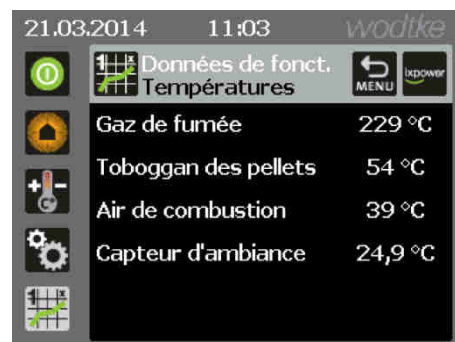 21.03.2014 11:03 wodtke
Données de fonct.
Températures
MENU
ixpower
Gaz de fumée 229 °C
Toboggan des pellets 54 °C
Air de combustion 39 °C
Capteur d'ambiance 24,9 °C
+ -
C°
1 x